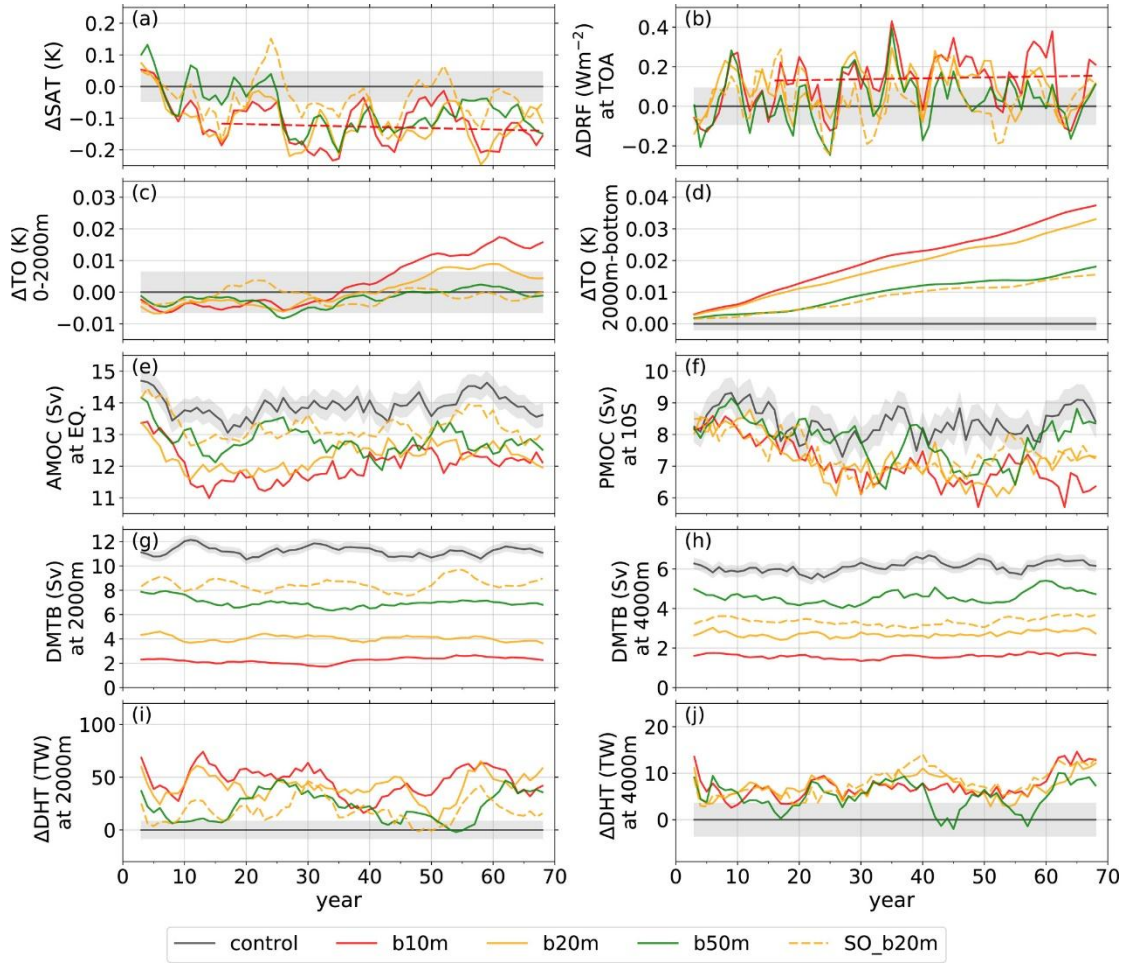 (a)
ΔSAT (K)
0.2
0.1
0.0
−0.1
−0.2
(b)
ΔDRF (Wm−2)
at TOA
0.4
0.2
0.0
−0.2
(c)
ΔTO (K)
0-2000m
0.03
0.02
0.01
0.00
−0.01
(d)
ΔTO (K)
2000m-bottom
0.04
0.03
0.02
0.01
0.00
(e)
AMOC (Sv)
at EQ.
15
14
13
12
11
(f)
PMOC (Sv)
at 10S
10
9
8
7
6
(g)
DMTB (Sv)
at 2000m
12
10
8
6
4
2
0
(h)
DMTB (Sv)
at 4000m
6
4
2
0
(i)
ΔDHT (TW)
at 2000m
100
50
0
0 10 20 30 40 50 60 70
year
(j)
ΔDHT (TW)
at 4000m
20
10
0
0 10 20 30 40 50 60 70
year
control b10m b20m b50m SO_b20m